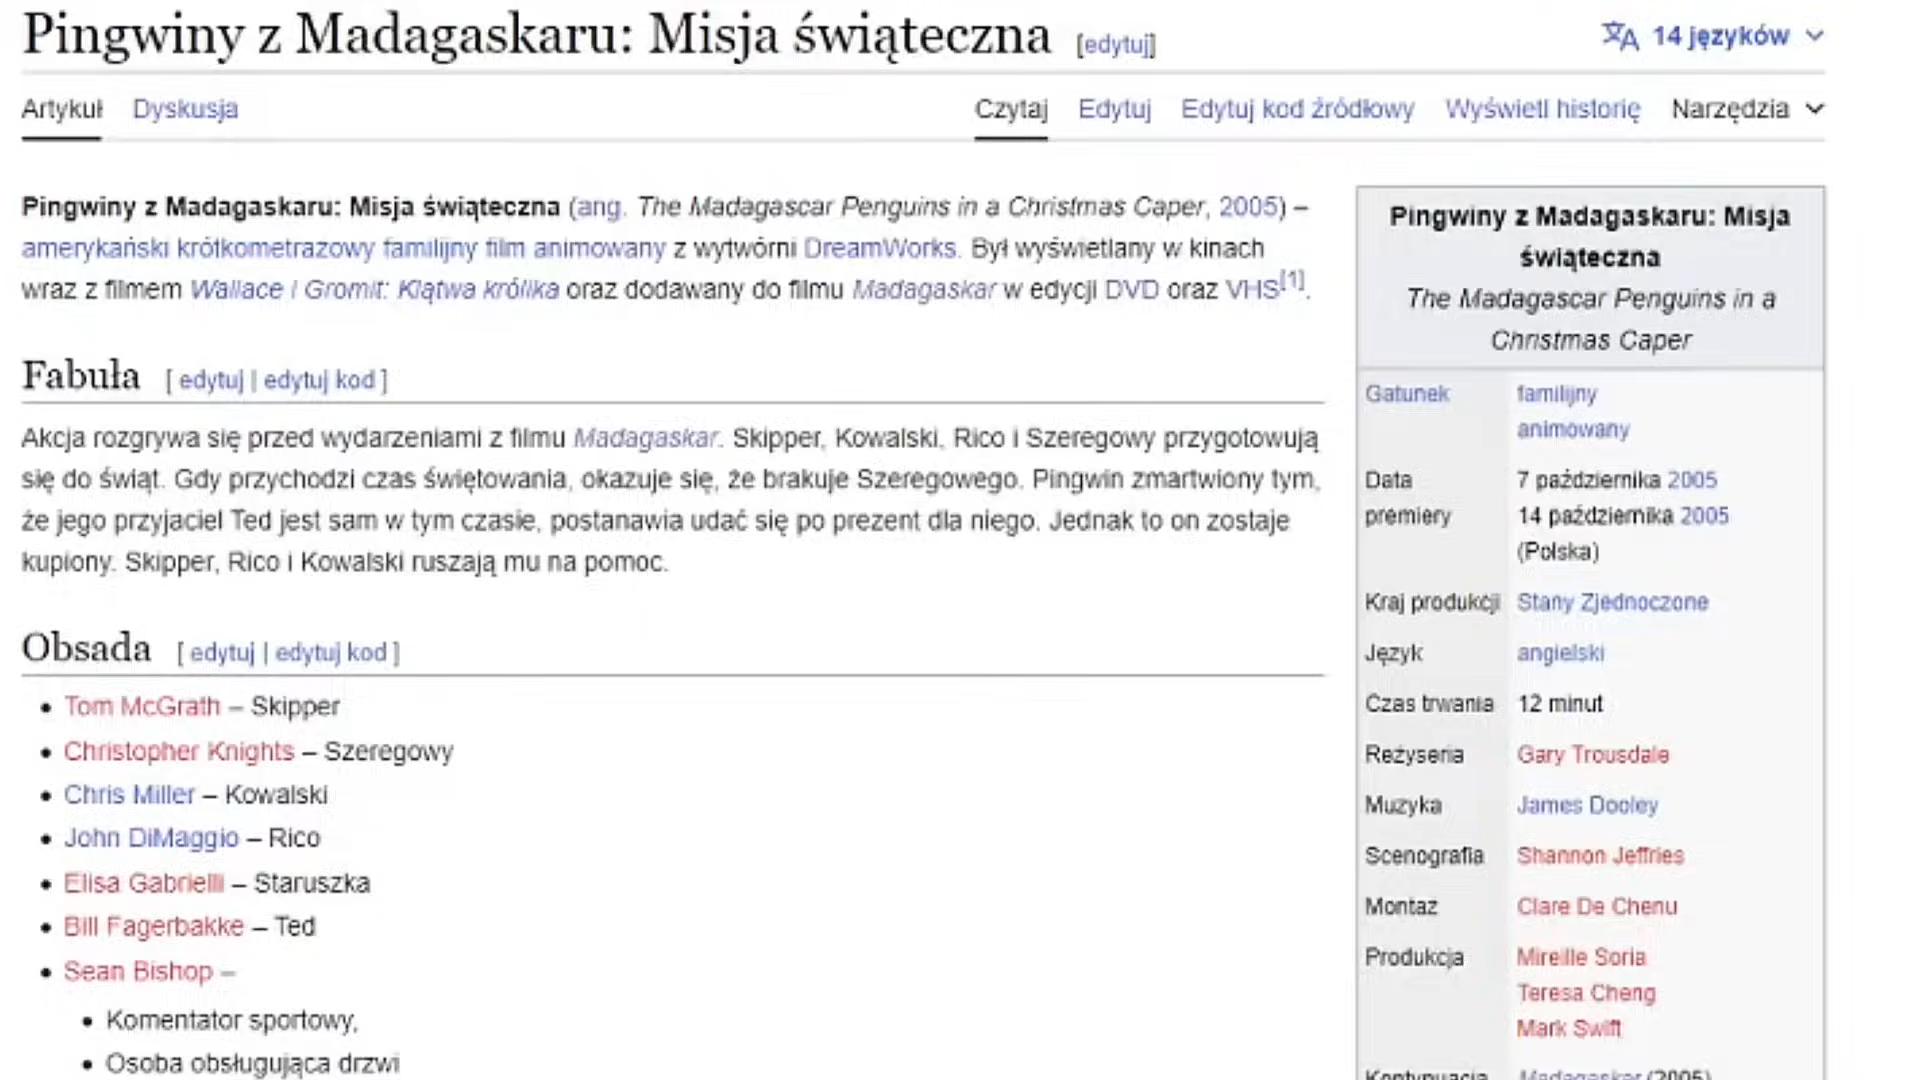 Pingwiny z Madagaskaru: Misja świąteczna [edytuj]
14 języków
Artykuł Dyskusja
Czytaj Edytuj Edytuj kod źródłowy Wyświetl historię Narzędzia
Pingwiny z Madagaskaru: Misja świąteczna (ang. The Madagascar Penguins in a Christmas Caper, 2005) –
amerykański krótkometrażowy familijny film animowany z wytwórni DreamWorks. Był wyświetlany w kinach
wraz z filmem Wallace i Gromit: Klątwa królika oraz dodawany do filmu Madagaskar w edycji DVD oraz VHS[1].
Fabuła [ edytuj | edytuj kod ]
Akcja rozgrywa się przed wydarzeniami z filmu Madagaskar. Skipper, Kowalski, Rico i Szeregowy przygotowują
się do świąt. Gdy przychodzi czas świętowania, okazuje się, że brakuje Szeregowego. Pingwin zmartwiony tym,
że jego przyjaciel Ted jest sam w tym czasie, postanawia udać się po prezent dla niego. Jednak to on zostaje
kupiony. Skipper, Rico i Kowalski ruszają mu na pomoc.
Obsada [ edytuj | edytuj kod ]
• Tom McGrath – Skipper
• Christopher Knights – Szeregowy
• Chris Miller – Kowalski
• John DiMaggio – Rico
• Elisa Gabrielli – Staruszka
• Bill Fagerbakke – Ted
• Sean Bishop –
• Komentator sportowy,
• Osoba obsługująca drzwi
Pingwiny z Madagaskaru: Misja
świąteczna
The Madagascar Penguins in a
Christmas Caper
Gatunek familijny
animowany
Data 7 października 2005
premiery 14 października 2005
(Polska)
Kraj produkcji Stany Zjednoczone
Język angielski
Czas trwania 12 minut
Reżyseria Gary Trousdale
Muzyka James Dooley
Scenografia Shannon Jeffries
Montaż Clare De Chenu
Produkcja Mireille Soria
Teresa Cheng
Mark Swift
Kontynuacja Madagaskar (2005)